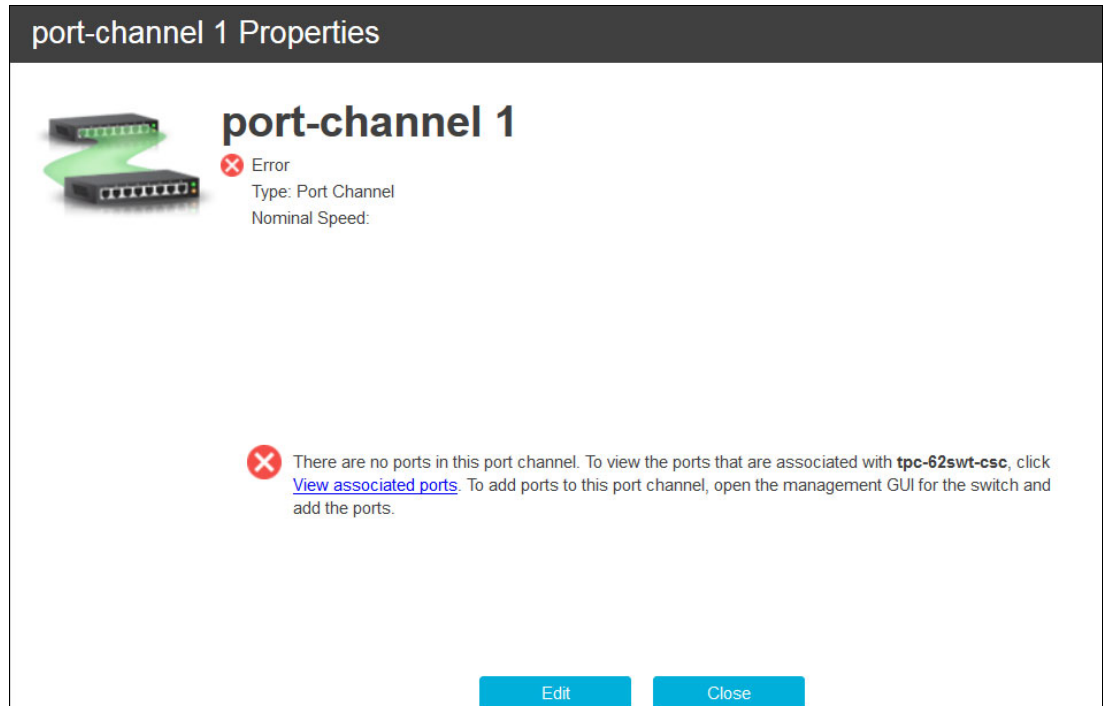 port-channel 1 Properties
port-channel 1
Error
Type: Port Channel
Nominal Speed:
There are no ports in this port channel. To view the ports that are associated with tpc-62swt-csc, click
View associated ports. To add ports to this port channel, open the management GUI for the switch and
add the ports.
Edit Close